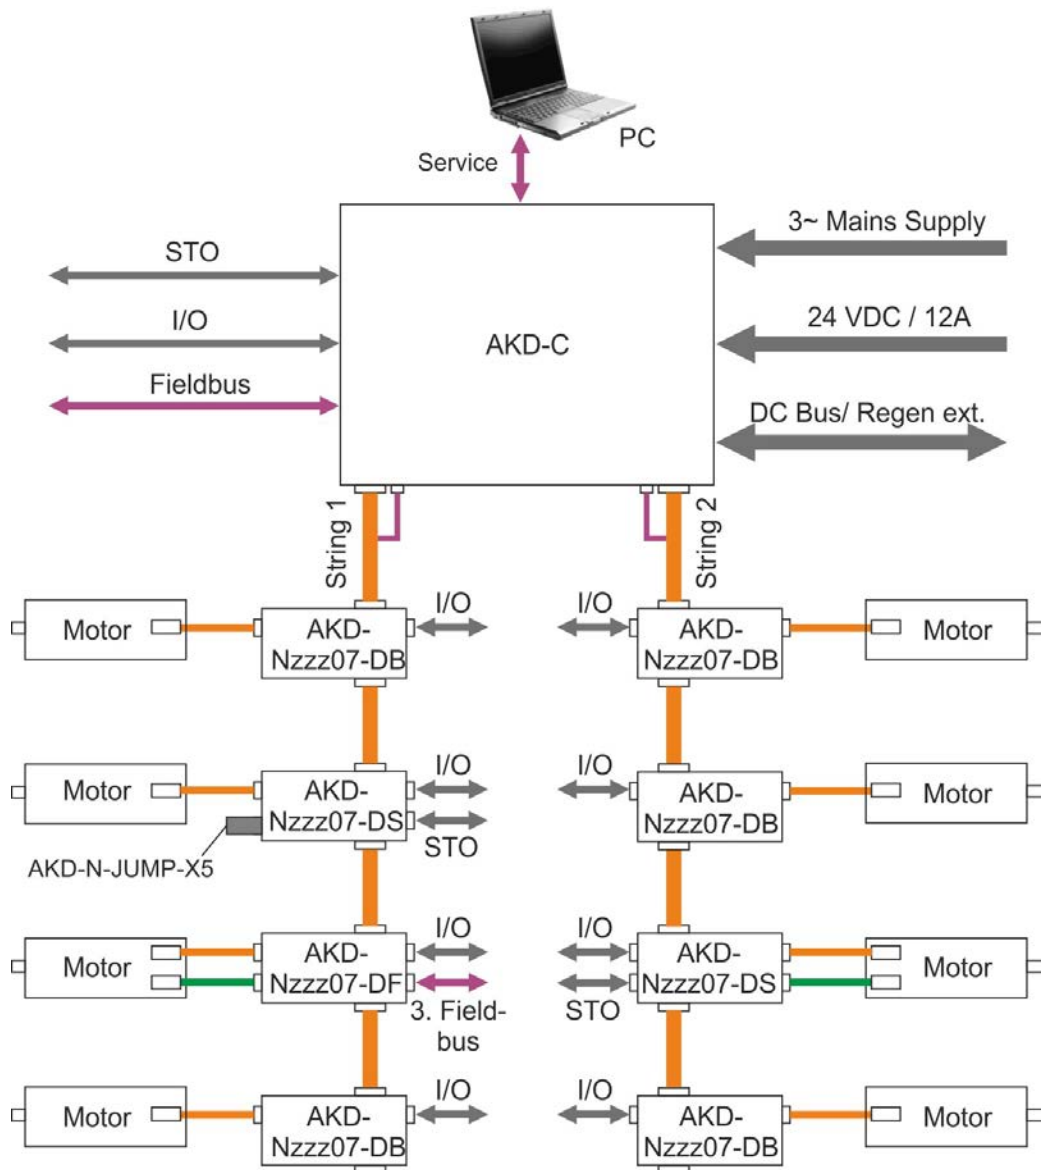 PC
Service
3~ Mains Supply
STO
I/O
24 VDC / 12A
AKD-C
Fieldbus
DC Bus/ Regen ext.
String 1
String 2
I/O
I/O
Motor
AKD-
Nzzz07-DB
AKD-
Nzzz07-DB
Motor
I/O
I/O
Motor
AKD-
Nzzz07-DS
AKD-
Nzzz07-DB
Motor
STO
AKD-N-JUMP-X5
I/O
I/O
Motor
AKD-
Nzzz07-DF
AKD-
Nzzz07-DS
Motor
3. Field-
bus
STO
I/O
I/O
Motor
AKD-
Nzzz07-DB
AKD-
Nzzz07-DB
Motor